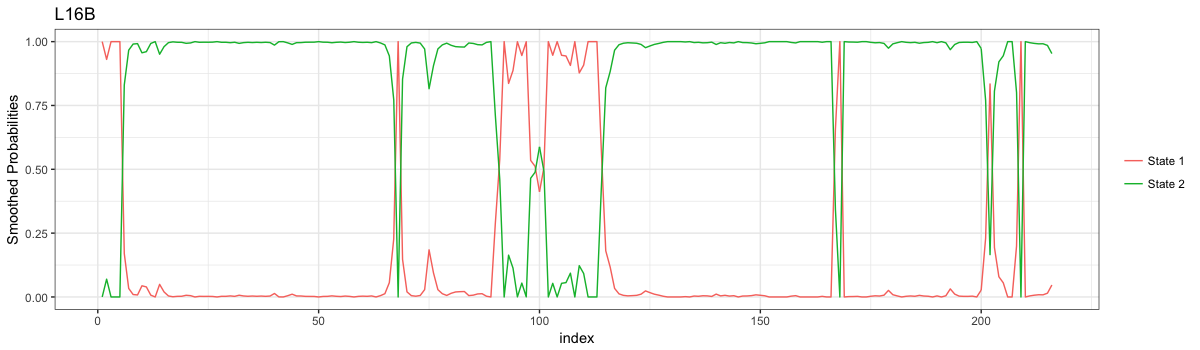 L16B
1.00
0.75
0.50
0.25
0.00
Smoothed Probabilities
0 50 100 150 200
index
State 1
State 2